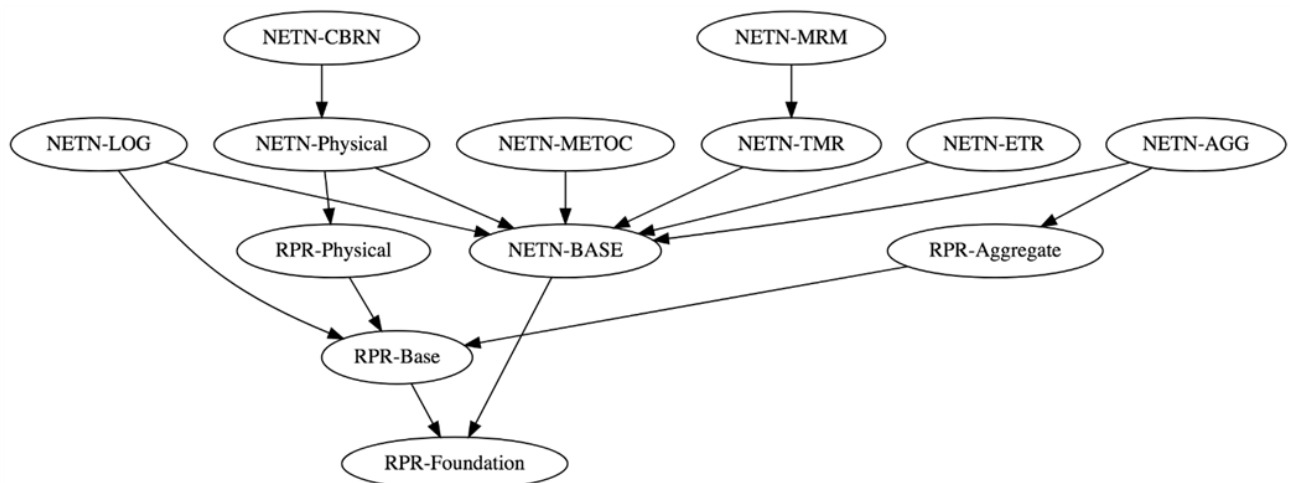 NETN-CBRN
NETN-MRM
NETN-LOG
NETN-Physical
NETN-METOC
NETN-TMR
NETN-ETR
NETN-AGG
RPR-Physical
NETN-BASE
RPR-Aggregate
RPR-Base
RPR-Foundation